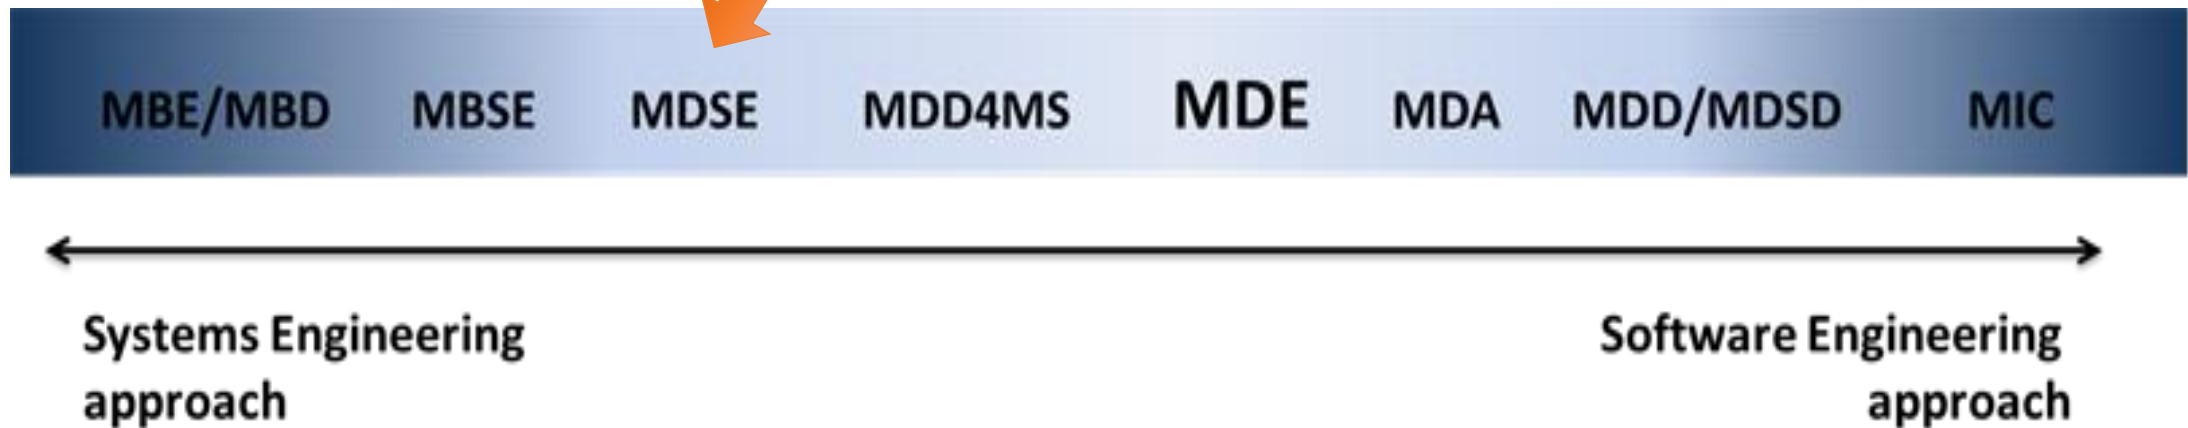 MBE/MBD MBSE MDSE MDD4MS MDE MDA MDD/MDSD MIC
Systems Engineering
approach
Software Engineering
approach